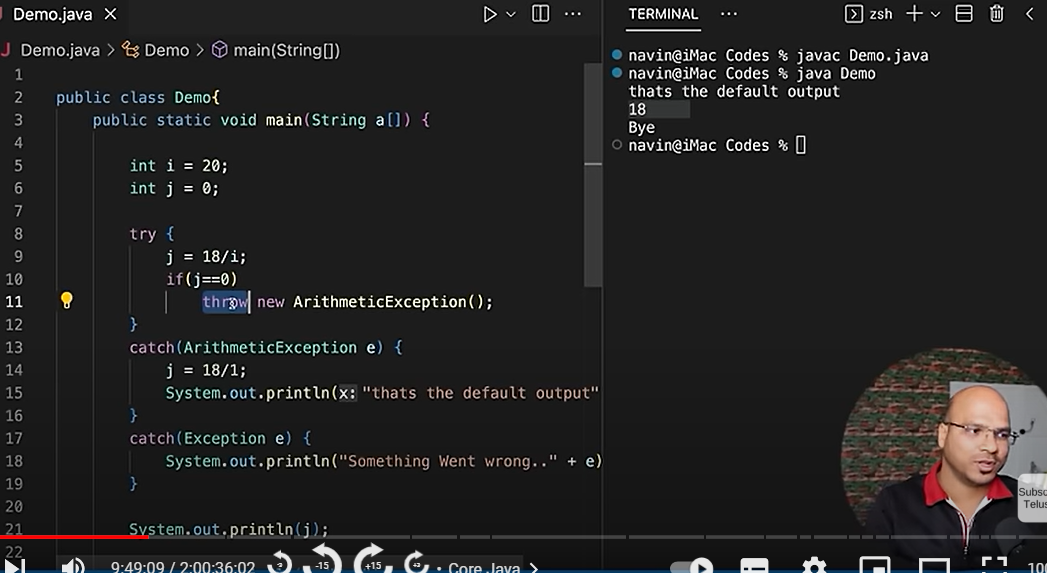 Demo.java
TERMINAL
zsh
Demo.java > Demo > main(String[])
1
2 public class Demo{
3 public static void main(String a[]) {
4
5 int i = 20;
6 int j = 0;
7
8 try {
9 j = 18/i;
10 if(j==0)
11 throw new ArithmeticException();
12 }
13 catch(ArithmeticException e) {
14 j = 18/1;
15 System.out.println(x: "thats the default output"
16 }
17 catch(Exception e) {
18 System.out.println("Something Went wrong.." + e)
19 }
20
21 System.out.println(j);
22
navin@iMac Codes % javac Demo.java
navin@iMac Codes % java Demo
thats the default output
18
Bye
navin@iMac Codes %
Subsc
Telus
9:49:09 / 2:00:36:02 • Core Java >
-15
+15